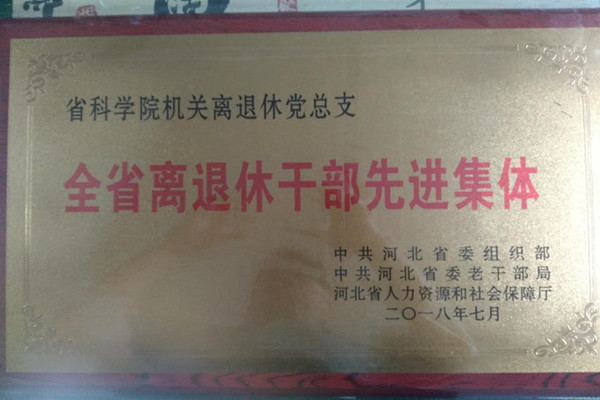 省科学院机关离退休党总支
全省离退休干部先进集体
中共河北省委组织部
中共河北省委老干部局
河北省人力资源和社会保障厅
二〇一八年七月